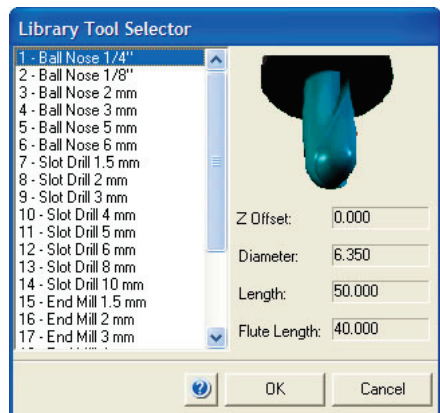 Library Tool Selector
1 - Ball Nose 1/4"
2 - Ball Nose 1/8"
3 - Ball Nose 2 mm
4 - Ball Nose 3 mm
5 - Ball Nose 5 mm
6 - Ball Nose 6 mm
7 - Slot Drill 1.5 mm
8 - Slot Drill 2 mm
9 - Slot Drill 3 mm
10 - Slot Drill 4 mm
11 - Slot Drill 5 mm
12 - Slot Drill 6 mm
13 - Slot Drill 8 mm
14 - Slot Drill 10 mm
15 - End Mill 1.5 mm
16 - End Mill 2 mm
17 - End Mill 3 mm
Z Offset: 0.000
Diameter: 6.350
Length: 50.000
Flute Length: 40.000
? OK Cancel